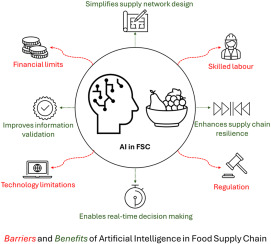 Simplifies supply network design
Financial limits
Skilled labour
AI in FSC
Improves information
validation
Enhances supply chain
resilience
Technology limitations
Regulation
Enables real-time decision making
Barriers and Benefits of Artificial Intelligence in Food Supply Chain